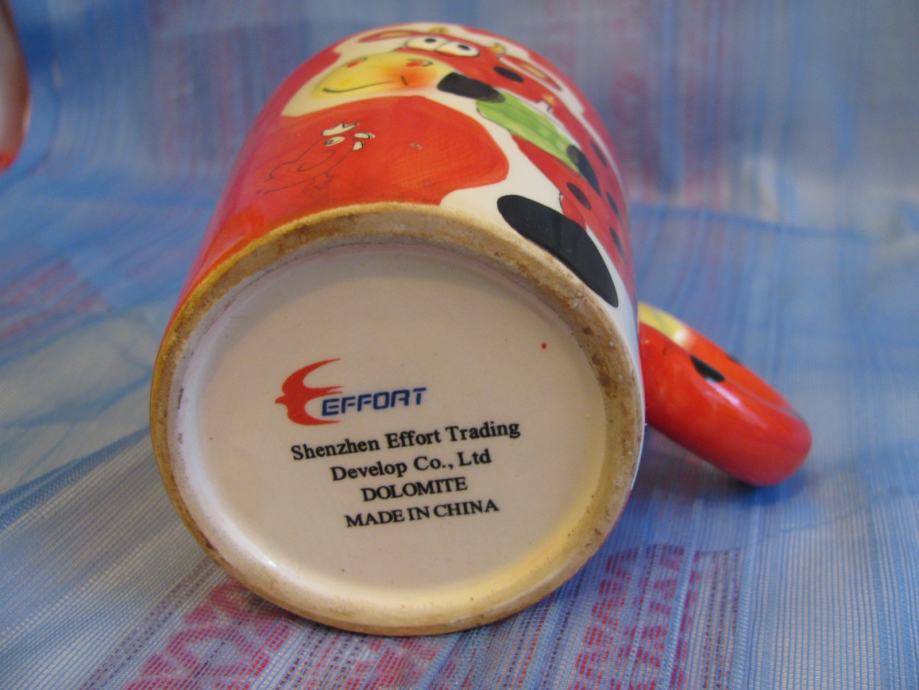 EFFORT
Shenzhen Effort Trading
Develop Co., Ltd
DOLOMITE
MADE IN CHINA